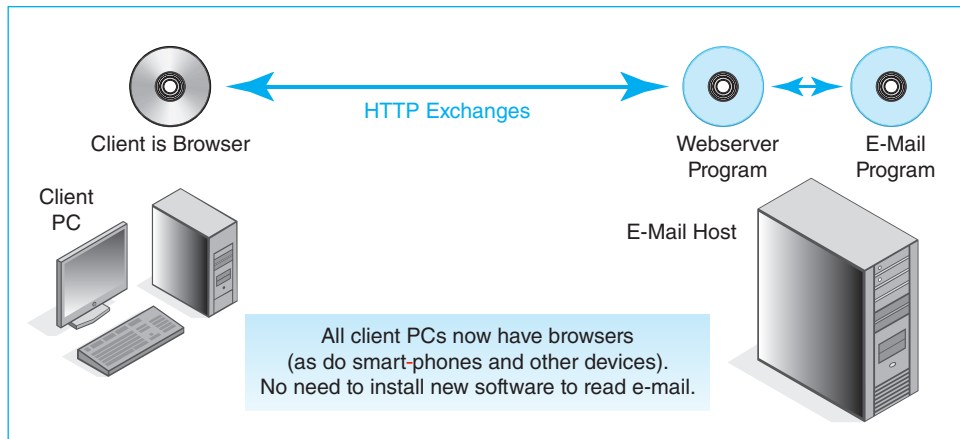 HTTP Exchanges
Client is Browser
Webserver
Program
E-Mail
Program
Client
PC
E-Mail Host
All client PCs now have browsers
(as do smart-phones and other devices).
No need to install new software to read e-mail.